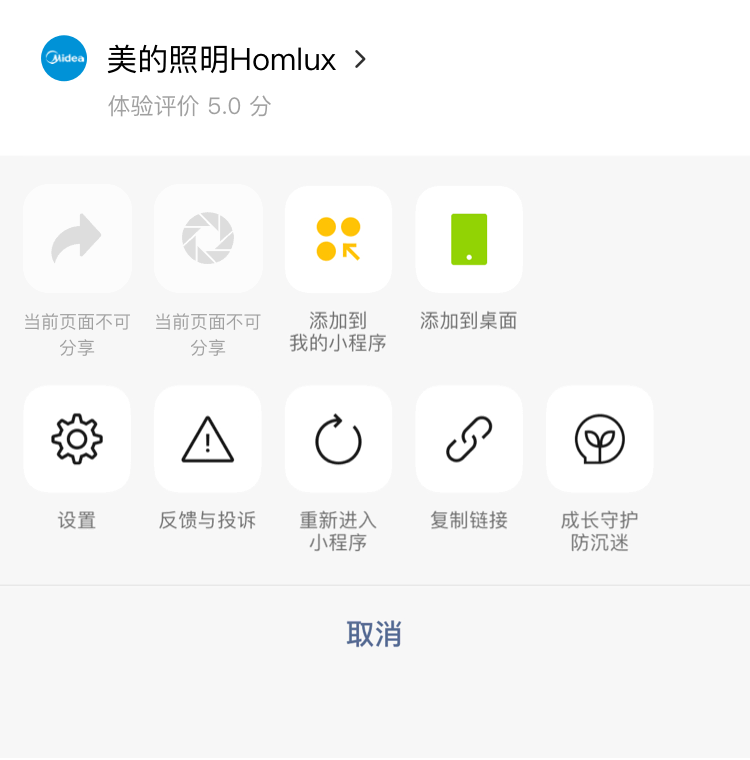 Midea
美的照明Homlux
体验评价 5.0 分
当前页面不可
分享
当前页面不可
分享
添加到
我的小程序
添加到桌面
设置
反馈与投诉
重新进入
小程序
复制链接
成长守护
防沉迷
取消